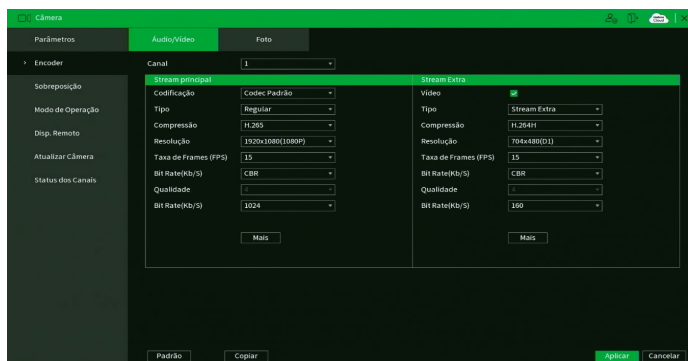 Câmera
Parâmetros
Encoder
Sobreposição
Modo de Operação
Disp. Remoto
Atualizar Câmera
Status dos Canais
Áudio/Vídeo Foto
Canal 1
Stream principal
Codificação Codec Padrão
Tipo Regular
Compressão H.265
Resolução 1920x1080(1080P)
Taxa de Frames (FPS) 15
Bit Rate(Kb/S) CBR
Qualidade 4
Bit Rate(Kb/S) 1024
Mais
Stream Extra
Vídeo
Tipo Stream Extra
Compressão H.264H
Resolução 704x480(D1)
Taxa de Frames (FPS) 15
Bit Rate(Kb/S) CBR
Qualidade 4
Bit Rate(Kb/S) 160
Mais
Padrão Copiar Aplicar Cancelar